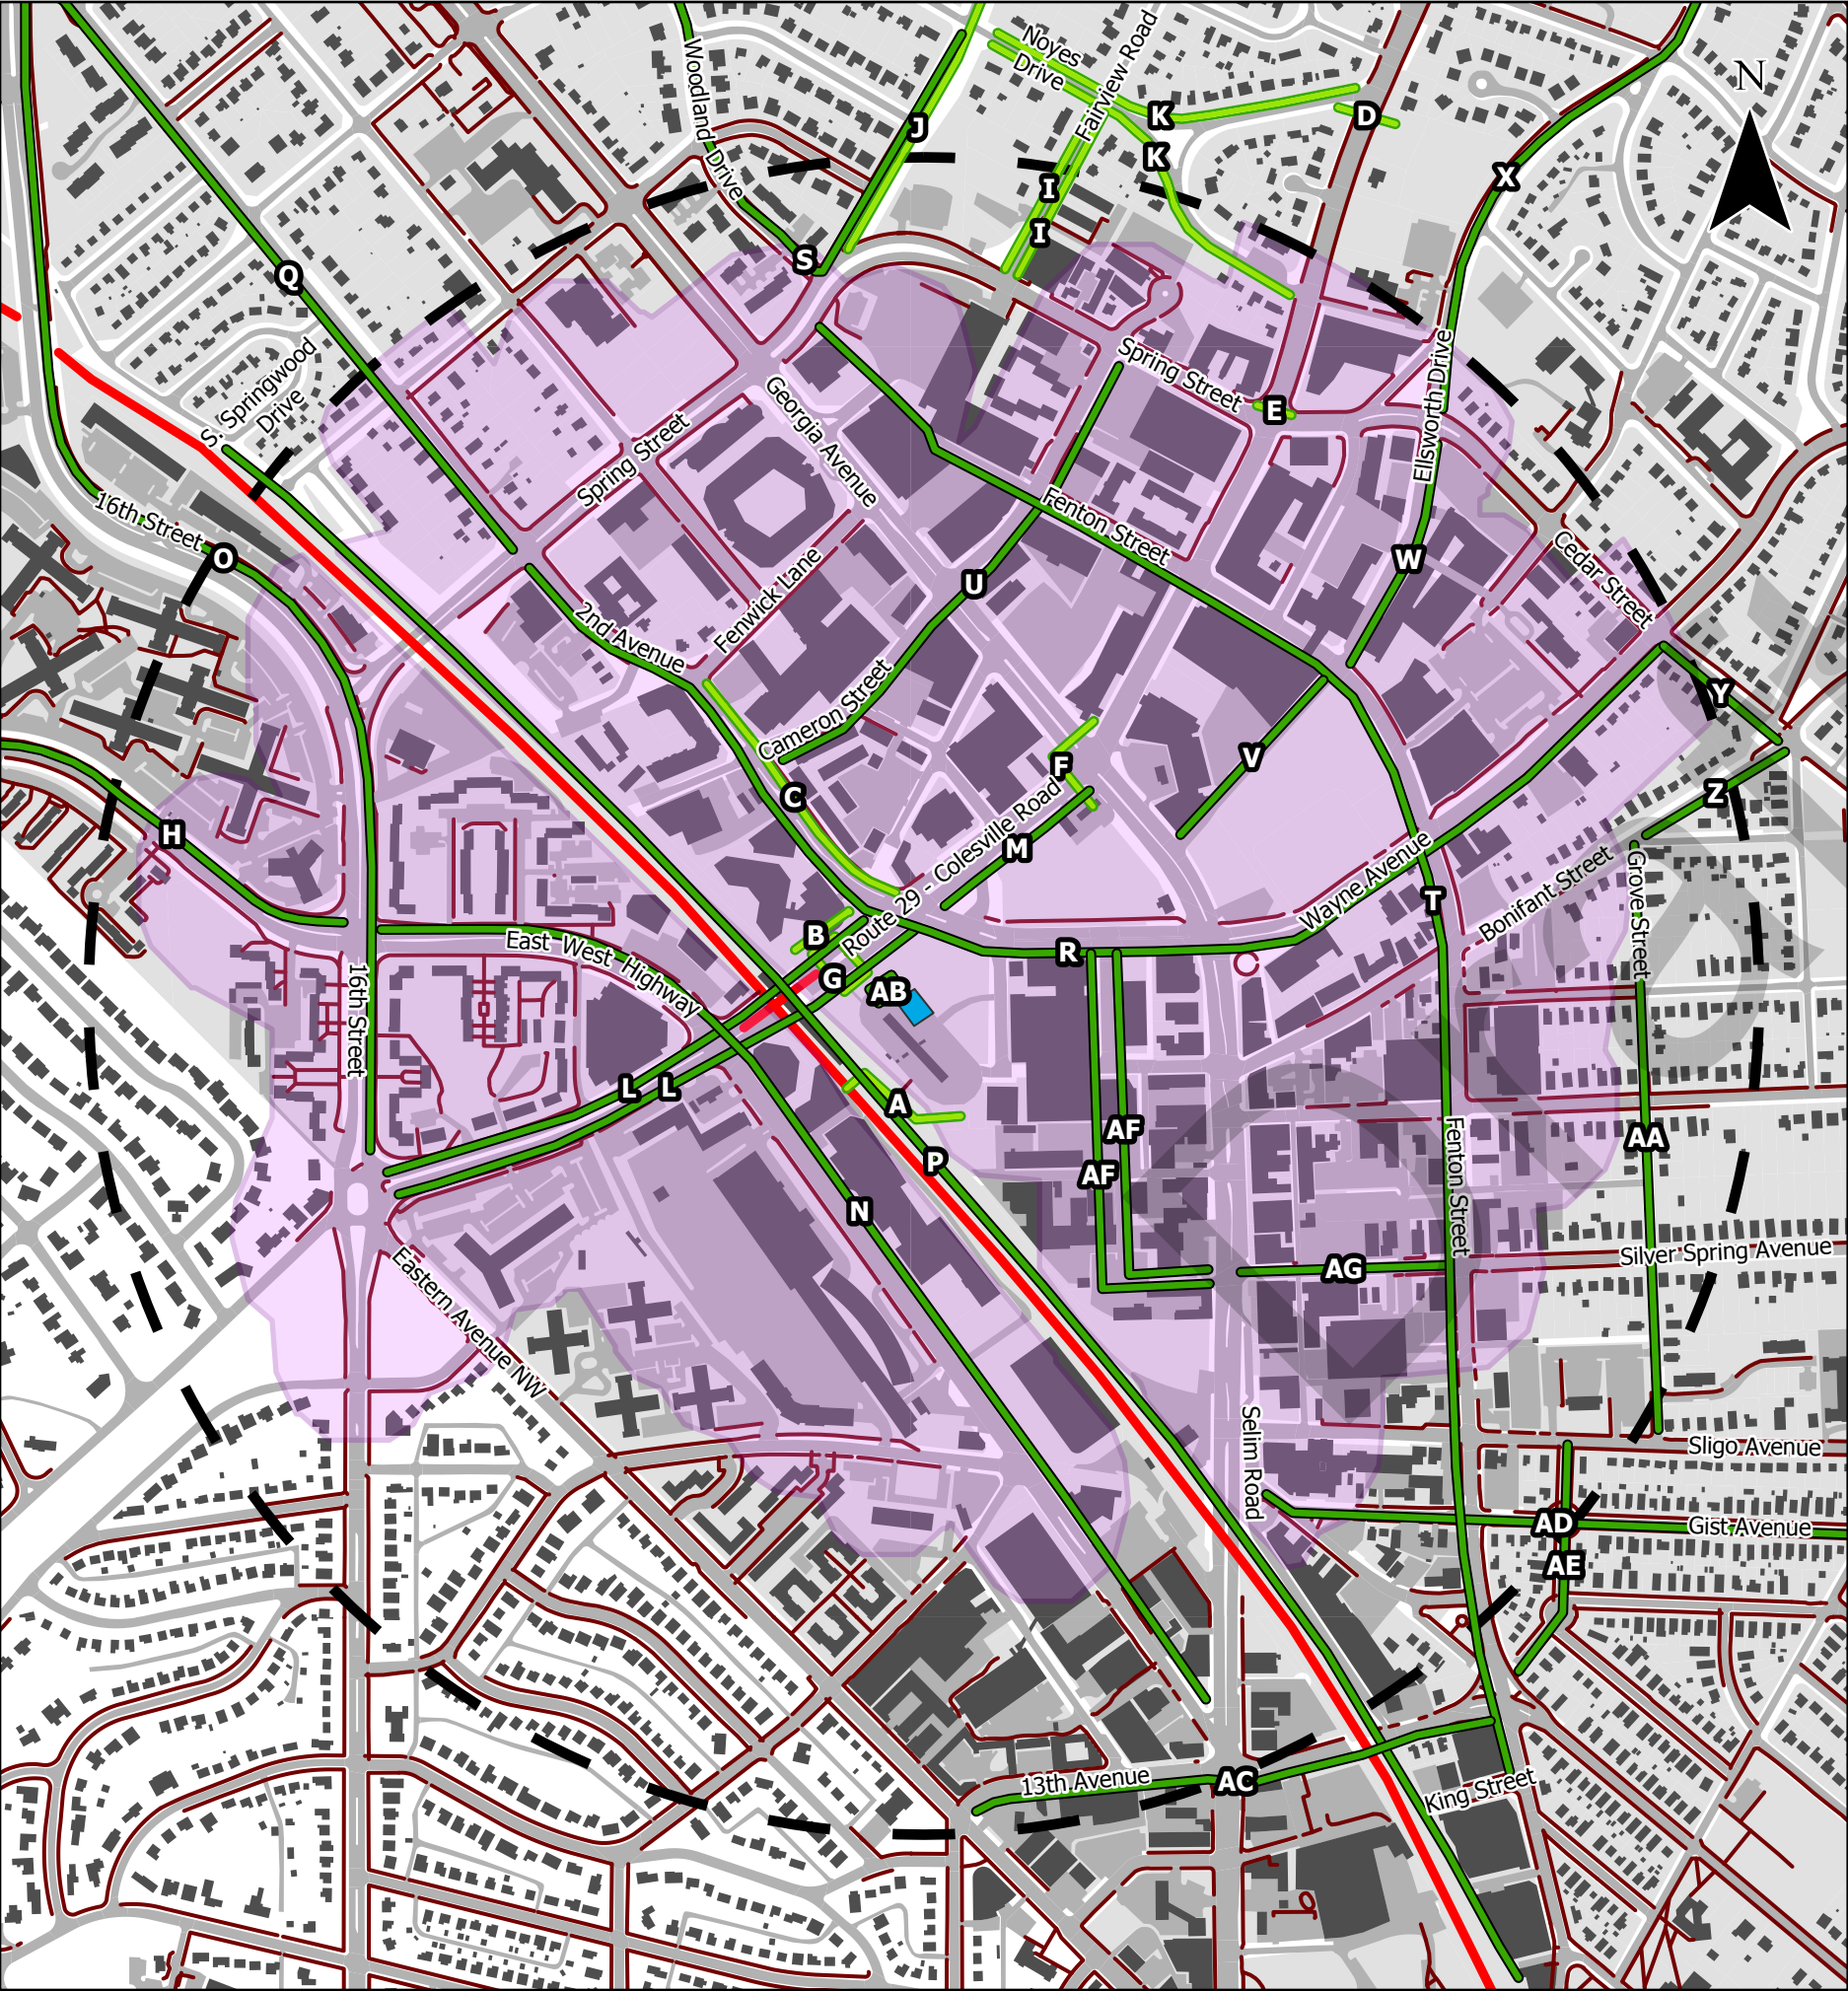 N
Noyes
Drive
Fairview Road
Woodland Drive
J
K
D
K
X
I
I
S
Q
Spring Street
E
Ellsworth Drive
S. Springwood
Drive
Georgia Avenue
Spring Street
16th Street
O
Fenton Street
Cedar Street
W
2nd Avenue
Fenwick Lane
U
Cameron Street
Y
V
F
Z
C
H
M
Route 29 - Colesville Road
Wayne Avenue
Bonifant Street
Grove Street
T
B
R
East West Highway
G
AB
16th Street
L
L
A
AF
AA
P
AF
Fenton Street
N
Silver Spring Avenue
AG
Eastern Avenue NW
Selim Road
Sligo Avenue
AD
Gist Avenue
AE
13th Avenue
AC
King Street